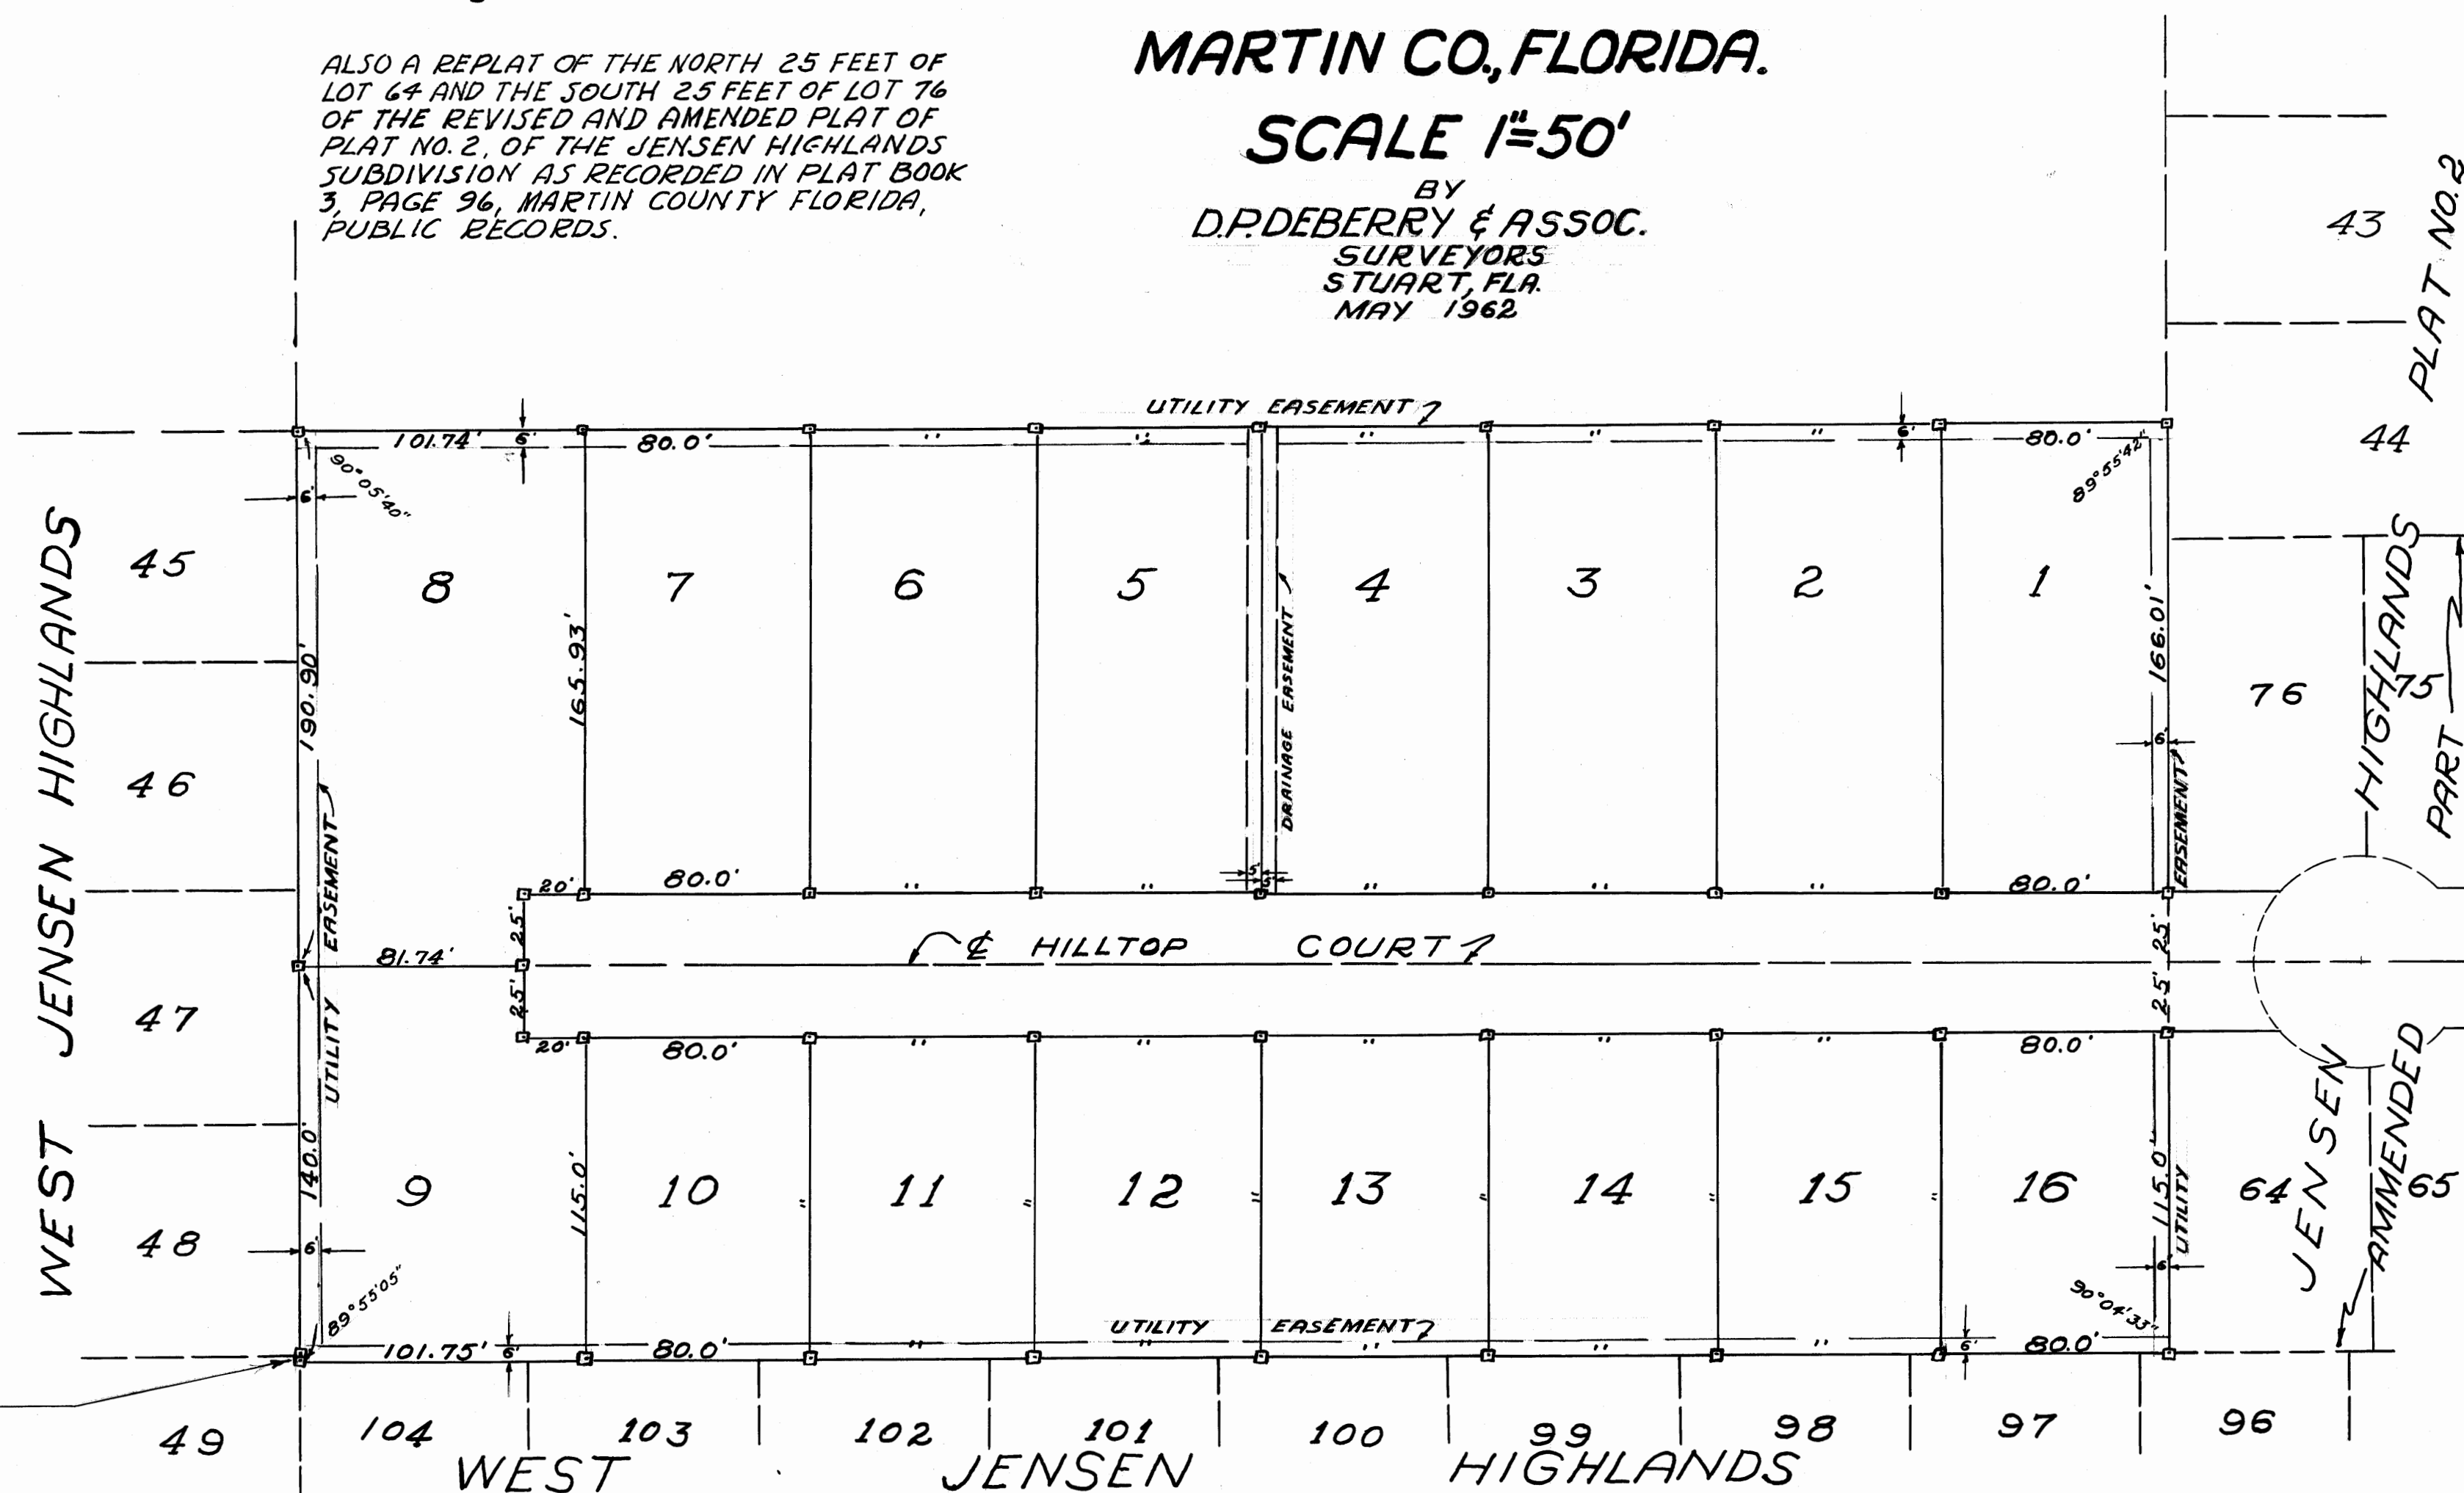 ALSO A REPLAT OF THE NORTH 25 FEET OF
LOT 64 AND THE SOUTH 25 FEET OF LOT 76
OF THE REVISED AND AMENDED PLAT OF
PLAT NO. 2, OF THE JENSEN HIGHLANDS
SUBDIVISION AS RECORDED IN PLAT BOOK
3, PAGE 96, MARTIN COUNTY FLORIDA,
PUBLIC RECORDS.
MARTIN CO., FLORIDA.
SCALE 1"=50'
BY
D.P. DEBERRY & ASSOC.
SURVEYORS
STUART, FLA.
MAY 1962
43
PLAT NO. 2
44
UTILITY EASEMENT
101.74' 6' 80.0' " " " " " 6' 80.0'
90°05'40"
89°55'42"
6'
WEST JENSEN HIGHLANDS
45
46
47
48
8 7 6 5 4 3 2 1
190.90'
165.93'
DRAINAGE EASEMENT
166.01'
76
75
HIGHLANDS
PART
6'
EASEMENT
UTILITY EASEMENT
5'
5'
20' 80.0' " " " " " 80.0'
25'
25'
81.74'
℄ HILLTOP COURT
25'
25'
20' 80.0' " " " " " 80.0'
140.0'
115.0'
9 10 11 12 13 14 15 16
" " " " " "
115.0'
UTILITY
64
65
JENSEN
AMMENDED
6'
6'
89°55'05"
90°04'33"
UTILITY EASEMENT
101.75' 6' 80.0' " " " " " 6' 80.0'
49 104 103 102 101 100 99 98 97 96
WEST JENSEN HIGHLANDS